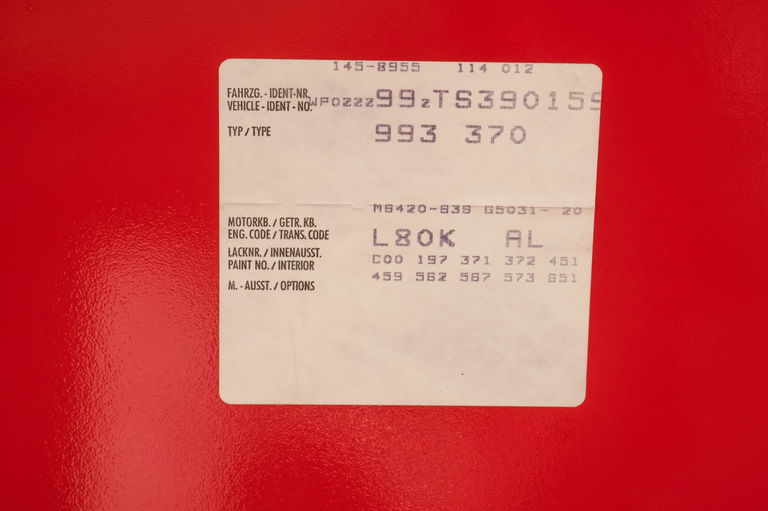 145-8955 114 012
FAHRZG. - IDENT-NR.
VEHICLE - IDENT - NO.
WP0ZZZ99zTS390159
TYP / TYPE
993 370
M6420-63S G5031- 20
MOTORKB. / GETR. KB.
ENG. CODE / TRANS. CODE
L80K AL
LACKNR. / INNENAUSST.
PAINT NO. / INTERIOR
C00 197 371 372 451
459 562 567 573 651
M. - AUSST. / OPTIONS